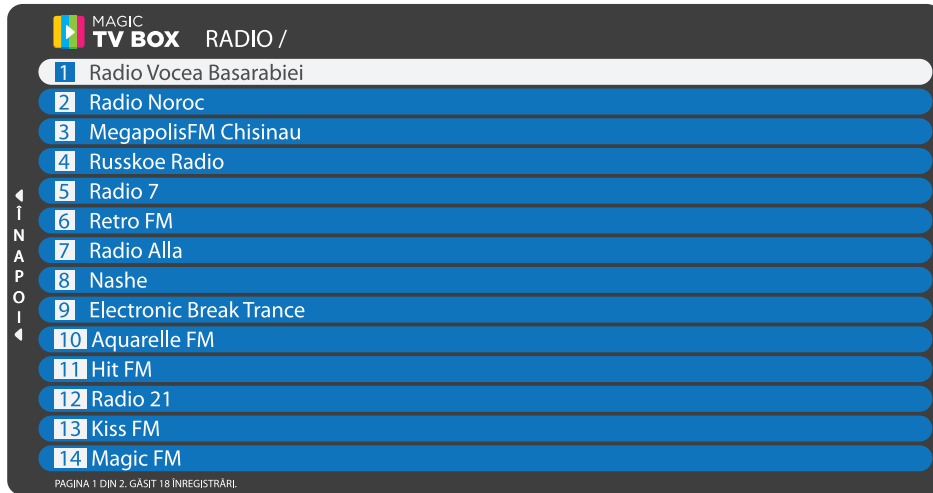 MAGIC
TV BOX RADIO /
1 Radio Vocea Basarabiei
2 Radio Noroc
3 MegapolisFM Chisinau
4 Russkoe Radio
5 Radio 7
6 Retro FM
7 Radio Alla
8 Nashe
9 Electronic Break Trance
10 Aquarelle FM
11 Hit FM
12 Radio 21
13 Kiss FM
14 Magic FM
ÎNAPOI
PAGINA 1 DIN 2. GĂSIT 18 ÎNREGISTRĂRI.